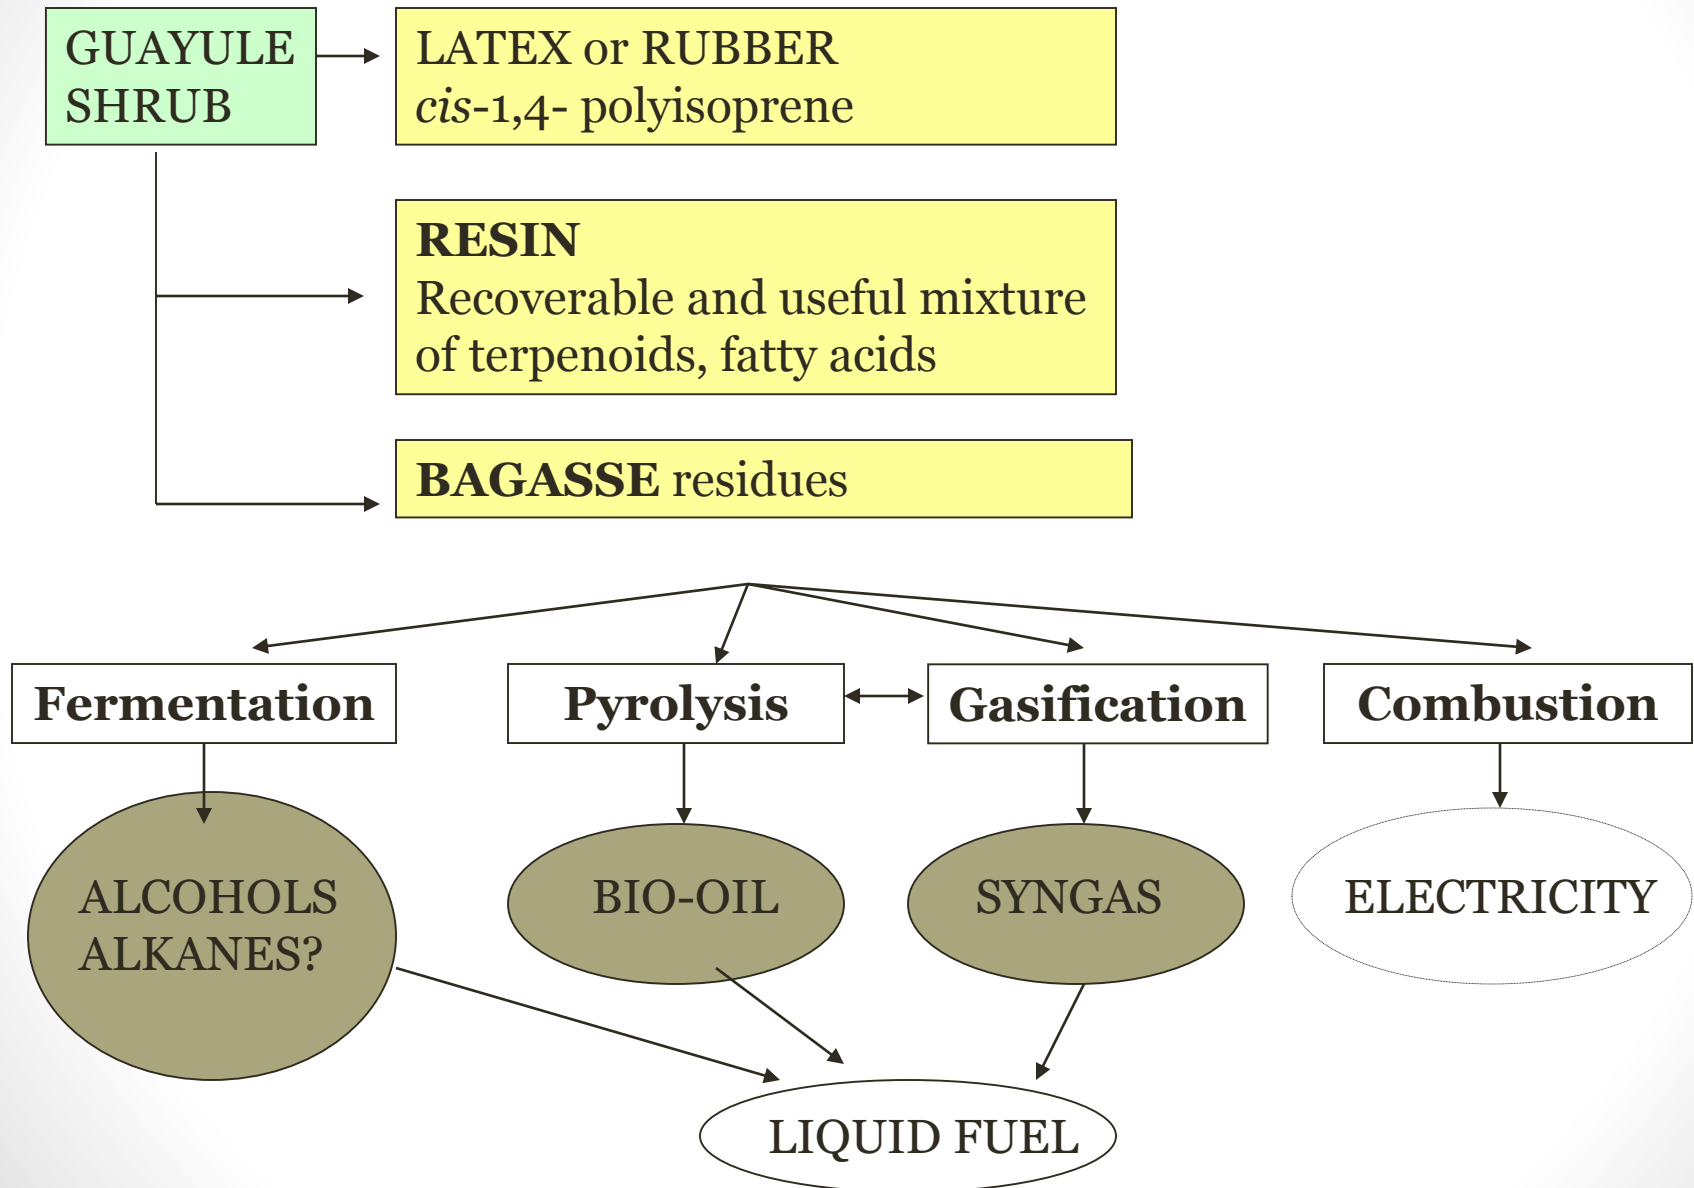 GUAYULE
SHRUB
LATEX or RUBBER
cis-1,4- polyisoprene
RESIN
Recoverable and useful mixture
of terpenoids, fatty acids
BAGASSE residues
Fermentation
Pyrolysis
Gasification
Combustion
ALCOHOLS
ALKANES?
BIO-OIL
SYNGAS
ELECTRICITY
LIQUID FUEL